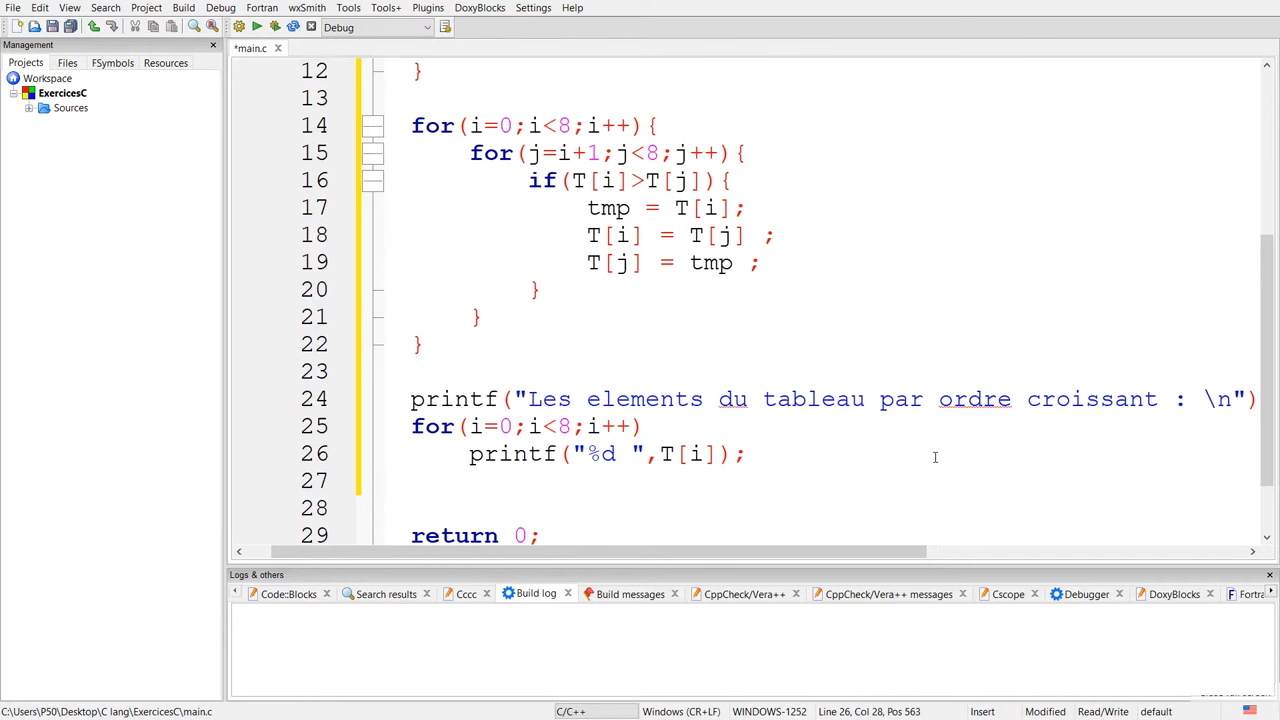 File Edit View Search Project Build Debug Fortran wxSmith Tools Tools+ Plugins DoxyBlocks Settings Help
Debug
Management
Projects Files FSymbols Resources
Workspace
ExercicesC
Sources
*main.c
12 }
13
14 for(i=0;i<8;i++){
15 for(j=i+1;j<8;j++){
16 if(T[i]>T[j]){
17 tmp = T[i];
18 T[i] = T[j] ;
19 T[j] = tmp ;
20 }
21 }
22 }
23
24 printf("Les elements du tableau par ordre croissant : \n")
25 for(i=0;i<8;i++)
26 printf("%d ",T[i]);
27
28
29 return 0;
Logs & others
Code::Blocks Search results Cccc Build log Build messages CppCheck/Vera++ CppCheck/Vera++ messages Cscope Debugger DoxyBlocks Fortra
C:\Users\P50\Desktop\C lang\ExercicesC\main.c C/C++ Windows (CR+LF) WINDOWS-1252 Line 26, Col 28, Pos 563 Insert Modified Read/Write default